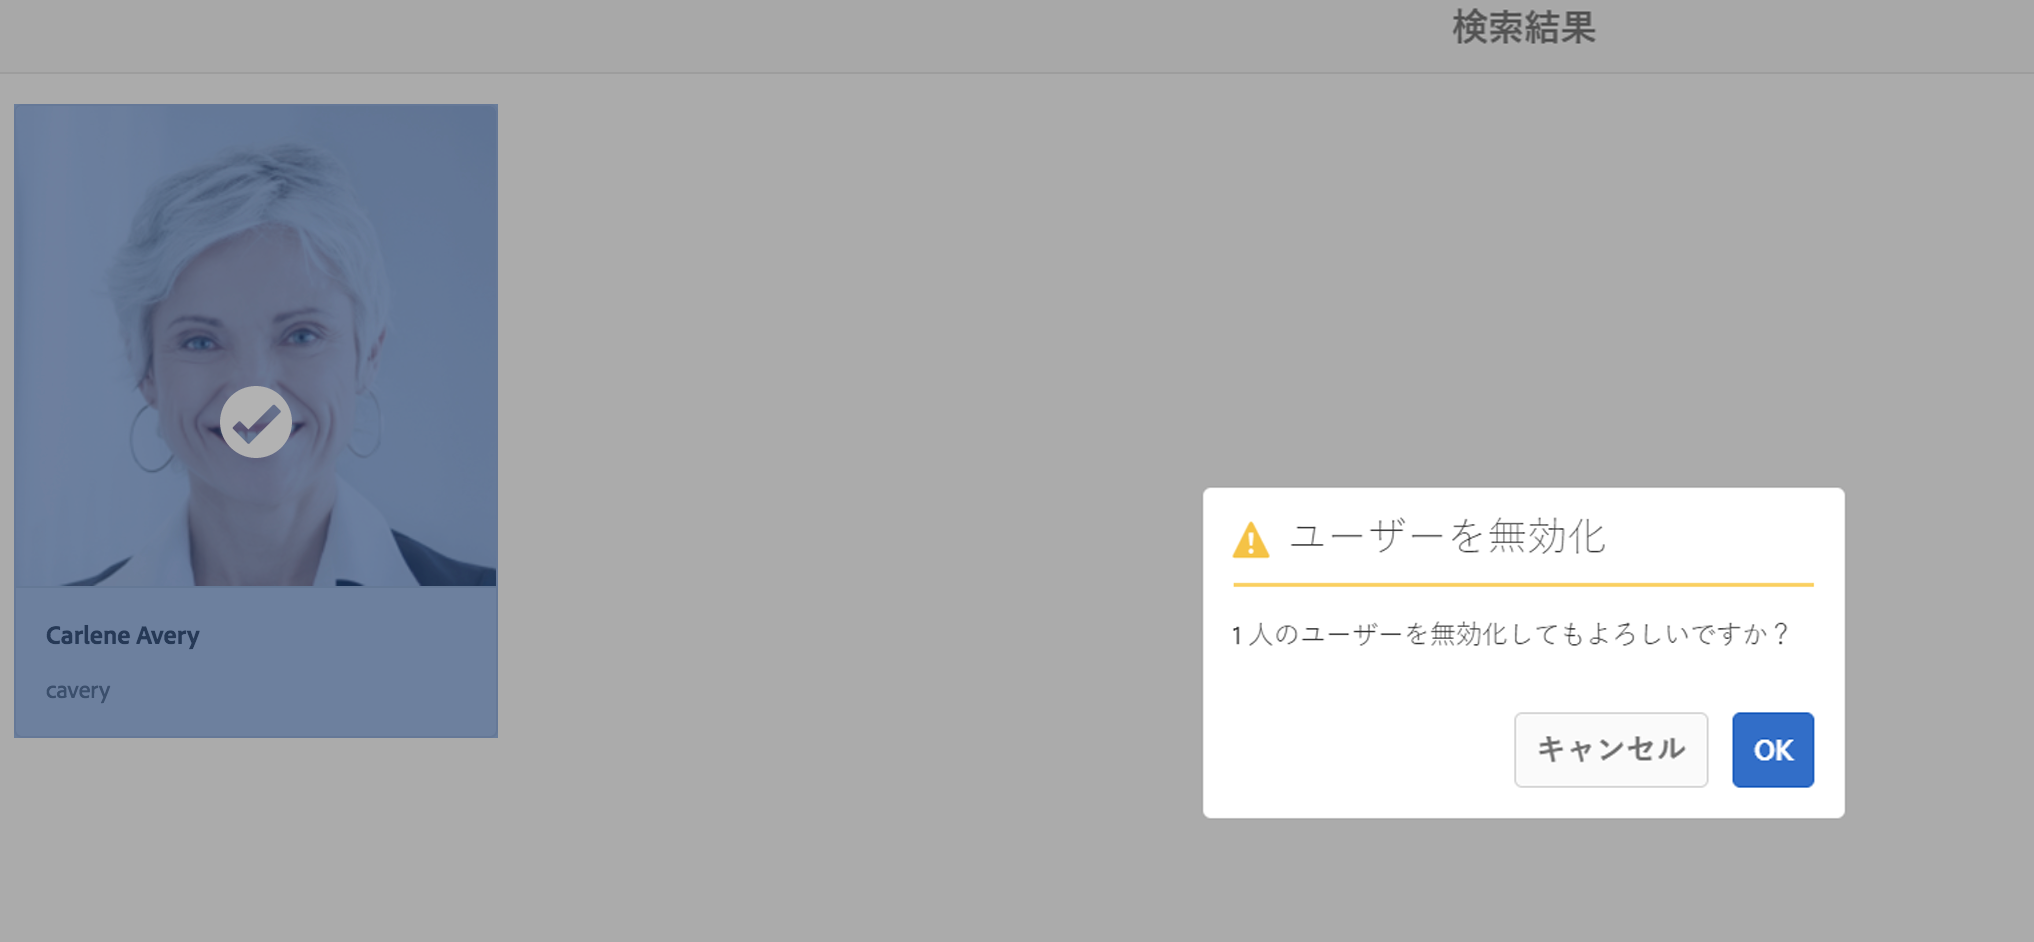 検索結果
Carlene Avery
cavery
ユーザーを無効化
1 人のユーザーを無効化してもよろしいですか？
キャンセル
OK